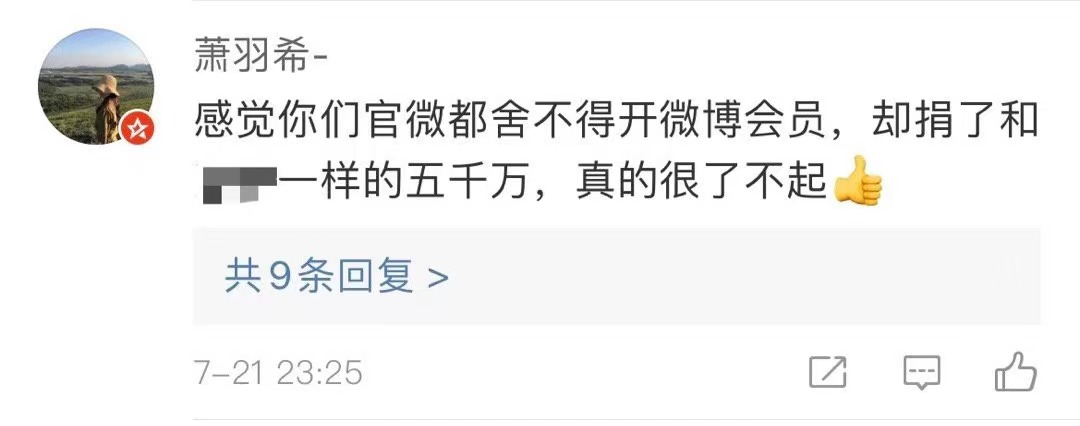 萧羽希-
感觉你们官微都舍不得开微博会员，却捐了和
一样的五千万，真的很了不起👍
共9条回复 >
7-21 23:25